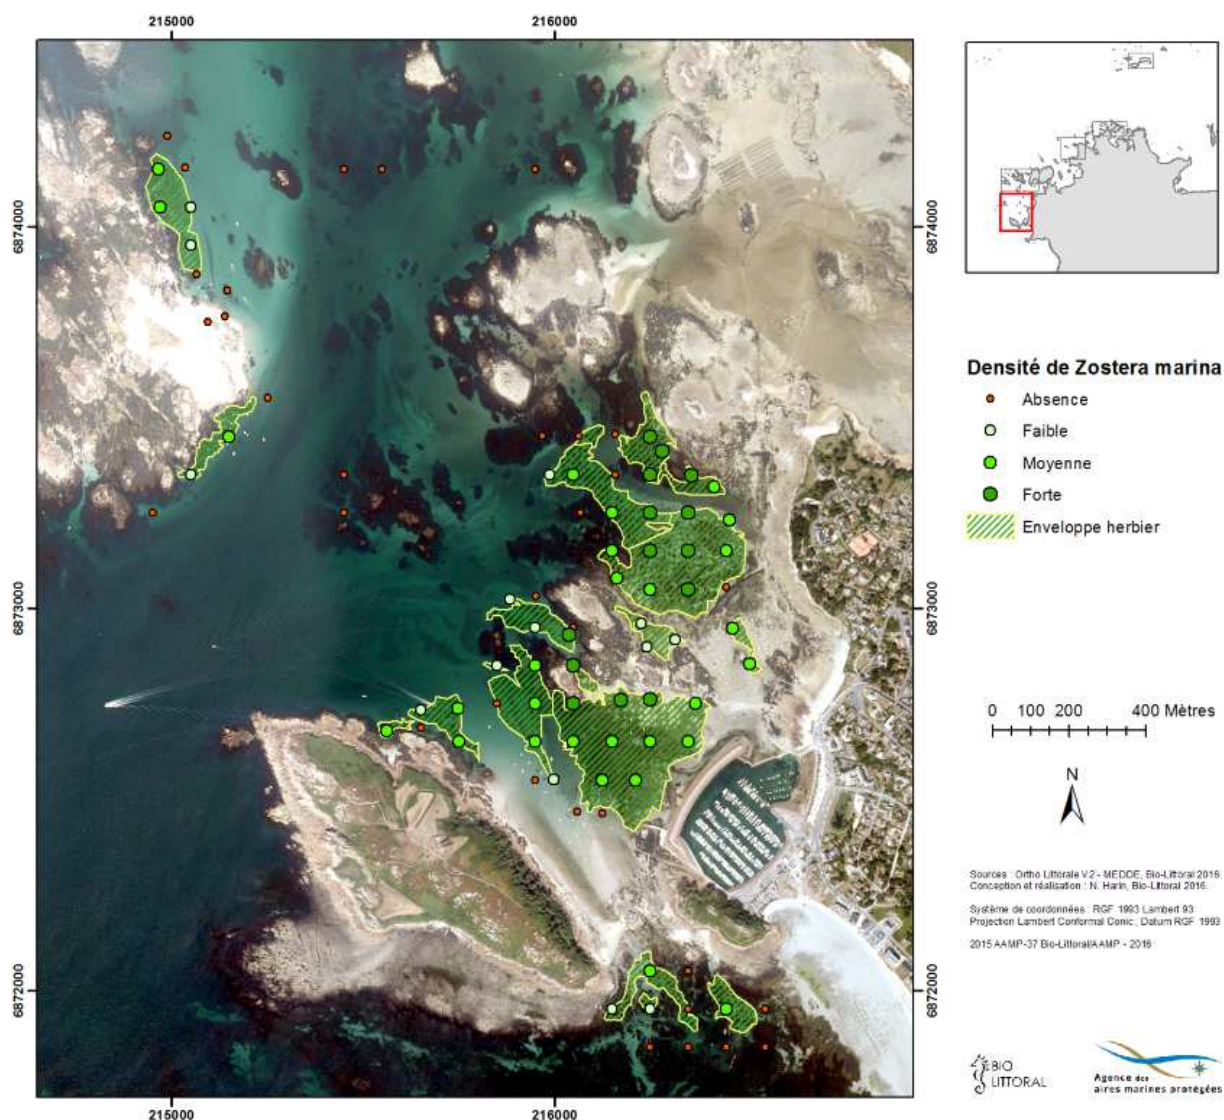 215000
216000
6874000
6874000
6873000
6873000
6872000
6872000
215000
216000
Densité de Zostera marina
Absence
Faible
Moyenne
Forte
Enveloppe herbier
0 100 200 400 Mètres
N
Sources : Ortho Littorale V2 - MEDDE, Bio-Littoral 2016.
Conception et réalisation : N. Harin, Bio-Littoral 2016.
Système de coordonnées : RGF 1993 Lambert 93
Projection Lambert Conformal Conic ; Datum RGF 1993
2015 AAMP-37 Bio-Littoral/AAMP - 2016
BIO
LITTORAL
Agence des
aires marines protégées